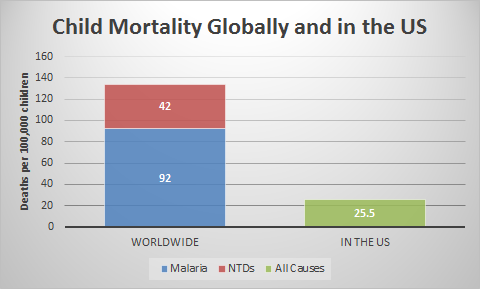 Child Mortality Globally and in the US
Deaths per 100,000 children
160
140
120
100
80
60
40
20
0
42
92
25.5
WORLDWIDE
IN THE US
Malaria
NTDs
All Causes